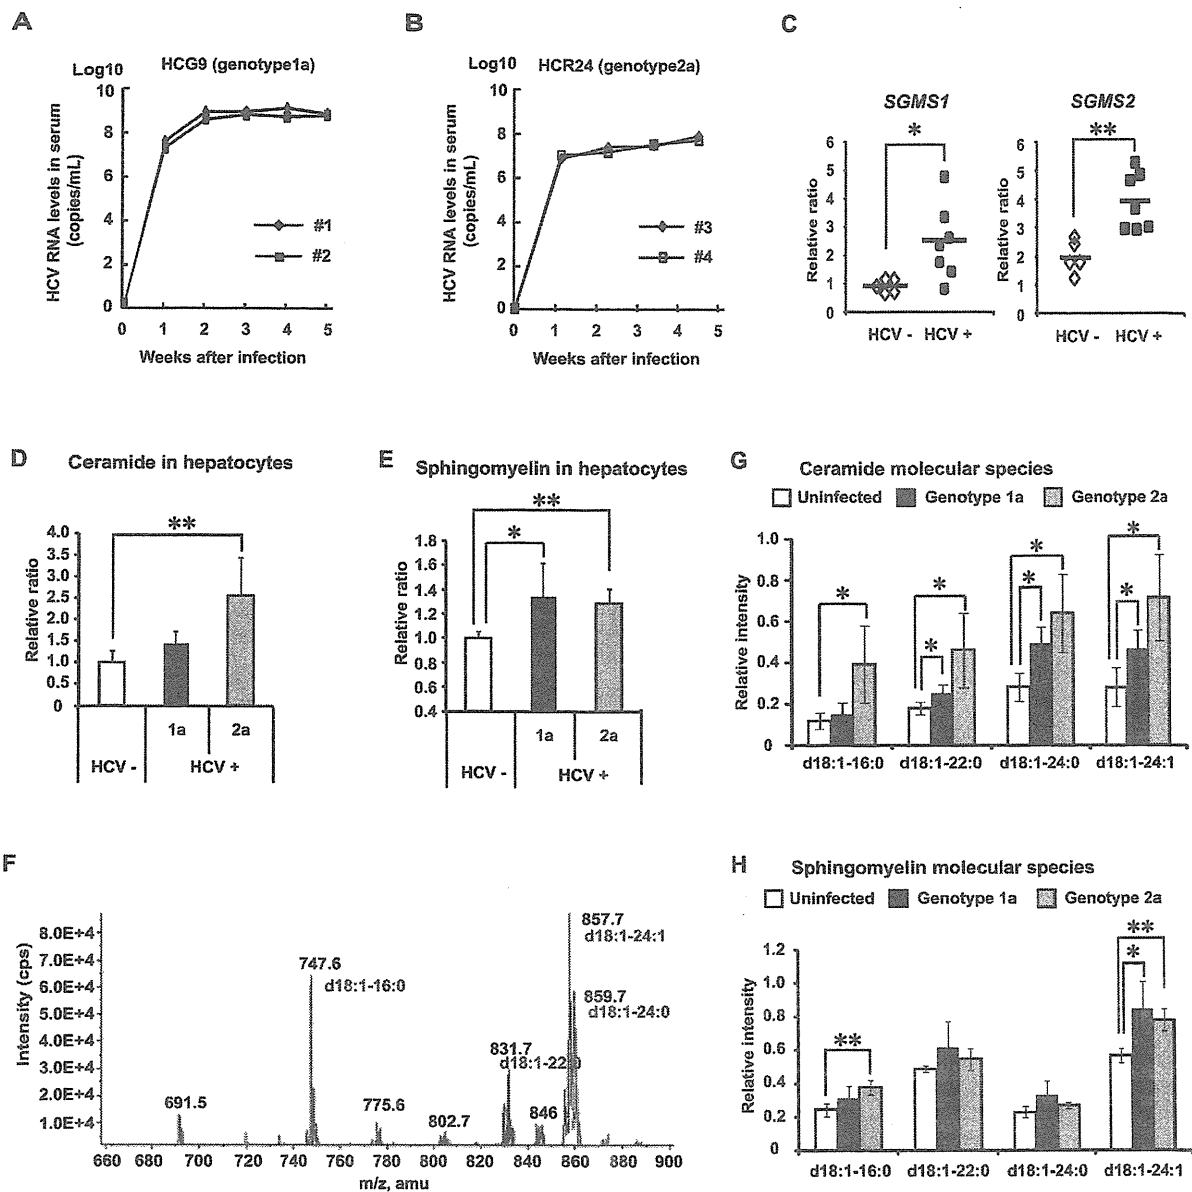 A
HCG9 (genotype1a)
Log10
HCV RNA levels in serum
(copies/mL)
10
8
6
4
2
0
#1
#2
0 1 2 3 4 5
Weeks after infection
B
HCR24 (genotype2a)
Log10
HCV RNA levels in serum
(copies/mL)
10
8
6
4
2
0
#3
#4
0 1 2 3 4 5
Weeks after infection
C
SGMS1
*
Relative ratio
6
5
4
3
2
1
0
HCV - HCV +
SGMS2
**
Relative ratio
6
5
4
3
2
1
0
HCV - HCV +
D
Ceramide in hepatocytes
**
Relative ratio
4.0
3.5
3.0
2.5
2.0
1.5
1.0
0.5
0
1a 2a
HCV - HCV +
E
Sphingomyelin in hepatocytes
**
*
Relative ratio
1.8
1.6
1.4
1.2
1.0
0.8
0.6
0.4
1a 2a
HCV - HCV +
G
Ceramide molecular species
Uninfected Genotype 1a Genotype 2a
Relative intensity
1.0
0.8
0.6
0.4
0.2
0
* * * * * * *
d18:1-16:0 d18:1-22:0 d18:1-24:0 d18:1-24:1
F
Intensity (cps)
8.0E+4
7.0E+4
6.0E+4
5.0E+4
4.0E+4
3.0E+4
2.0E+4
1.0E+4
691.5
747.6
d18:1-16:0
775.6
802.7
831.7
d18:1-22:0
846
857.7
d18:1-24:1
859.7
d18:1-24:0
660 680 700 720 740 760 780 800 820 840 860 880 900
m/z, amu
H
Sphingomyelin molecular species
Uninfected Genotype 1a Genotype 2a
Relative intensity
1.2
1.0
0.8
0.6
0.4
0.2
0
**
**
*
d18:1-16:0 d18:1-22:0 d18:1-24:0 d18:1-24:1